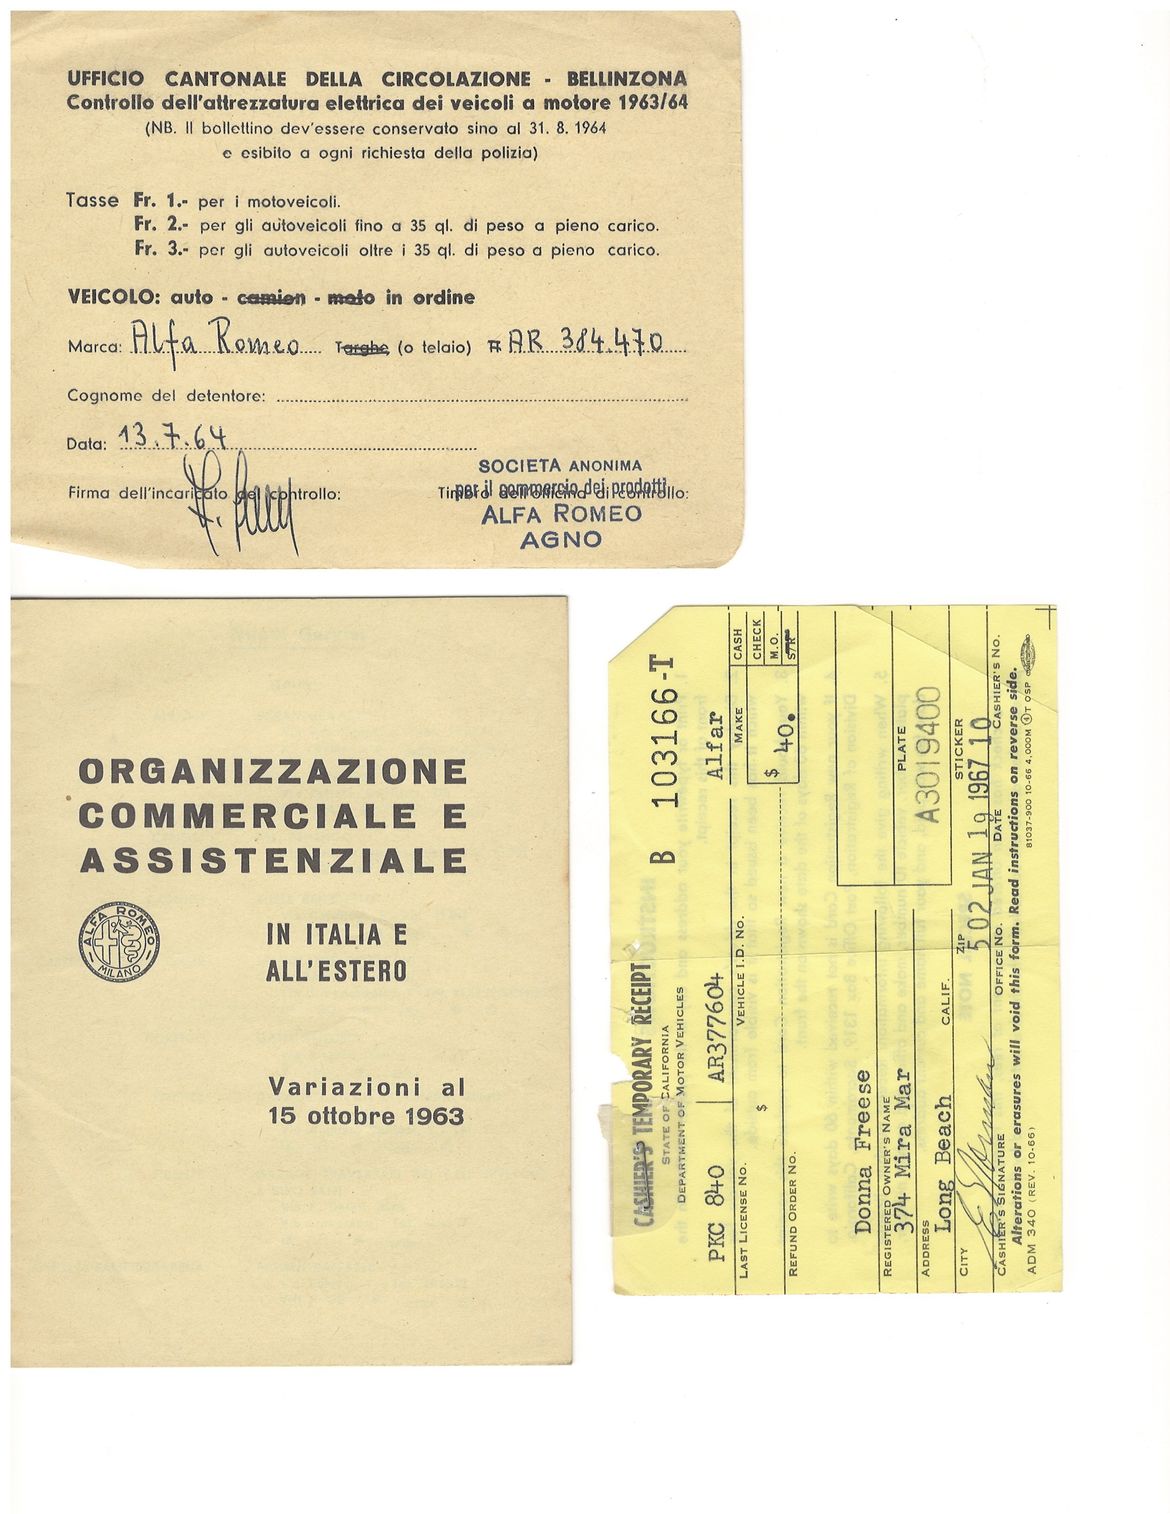 UFFICIO CANTONALE DELLA CIRCOLAZIONE - BELLINZONA
Controllo dell'attrezzatura elettrica dei veicoli a motore 1963/64
(NB. Il bollettino dev'essere conservato sino al 31. 8. 1964
e esibito a ogni richiesta della polizia)
Tasse Fr. 1.- per i motoveicoli.
Fr. 2.- per gli autoveicoli fino a 35 ql. di peso a pieno carico.
Fr. 3.- per gli autoveicoli oltre i 35 ql. di peso a pieno carico.
VEICOLO: auto - camion - moto in ordine
Marca: Alfa Romeo Targhe (o telaio) AR 384.470
Cognome del detentore:
Data: 13.7.64
Firma dell'incaricato del controllo: Timbro dell'officina di controllo:
SOCIETA ANONIMA
per il commercio dei prodotti
ALFA ROMEO
AGNO
ORGANIZZAZIONE
COMMERCIALE E
ASSISTENZIALE
ALFA ROMEO
MILANO
IN ITALIA E
ALL'ESTERO
Variazioni al
15 ottobre 1963
CASHIER'S TEMPORARY RECEIPT B 103166-T
STATE OF CALIFORNIA
DEPARTMENT OF MOTOR VEHICLES
PKC 840 AR377604 Alfar
LAST LICENSE NO. VEHICLE I.D. NO. MAKE CASH
$ $ 40. CHECK
M.O.
REFUND ORDER NO. S/R
Donna Freese
REGISTERED OWNER'S NAME PLATE
374 Mira Mar A3019400
ADDRESS
Long Beach CALIF.
CITY ZIP STICKER
502 JAN 19 1967 10
CASHIER'S SIGNATURE OFFICE NO. DATE CASHIER'S NO.
Alterations or erasures will void this form. Read instructions on reverse side.
ADM 340 (REV. 10-66) 81037-900 10-66 4,000M T OSP